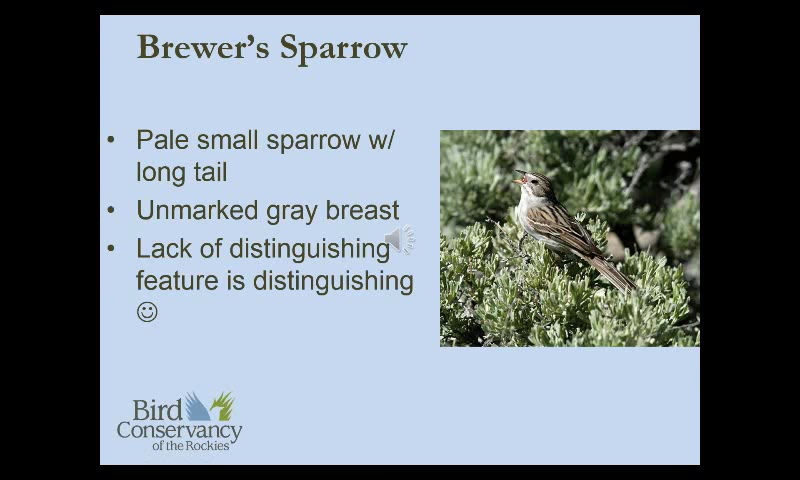 Brewer’s Sparrow
• Pale small sparrow w/
long tail
• Unmarked gray breast
• Lack of distinguishing
feature is distinguishing
☺
Bird
Conservancy
of the Rockies